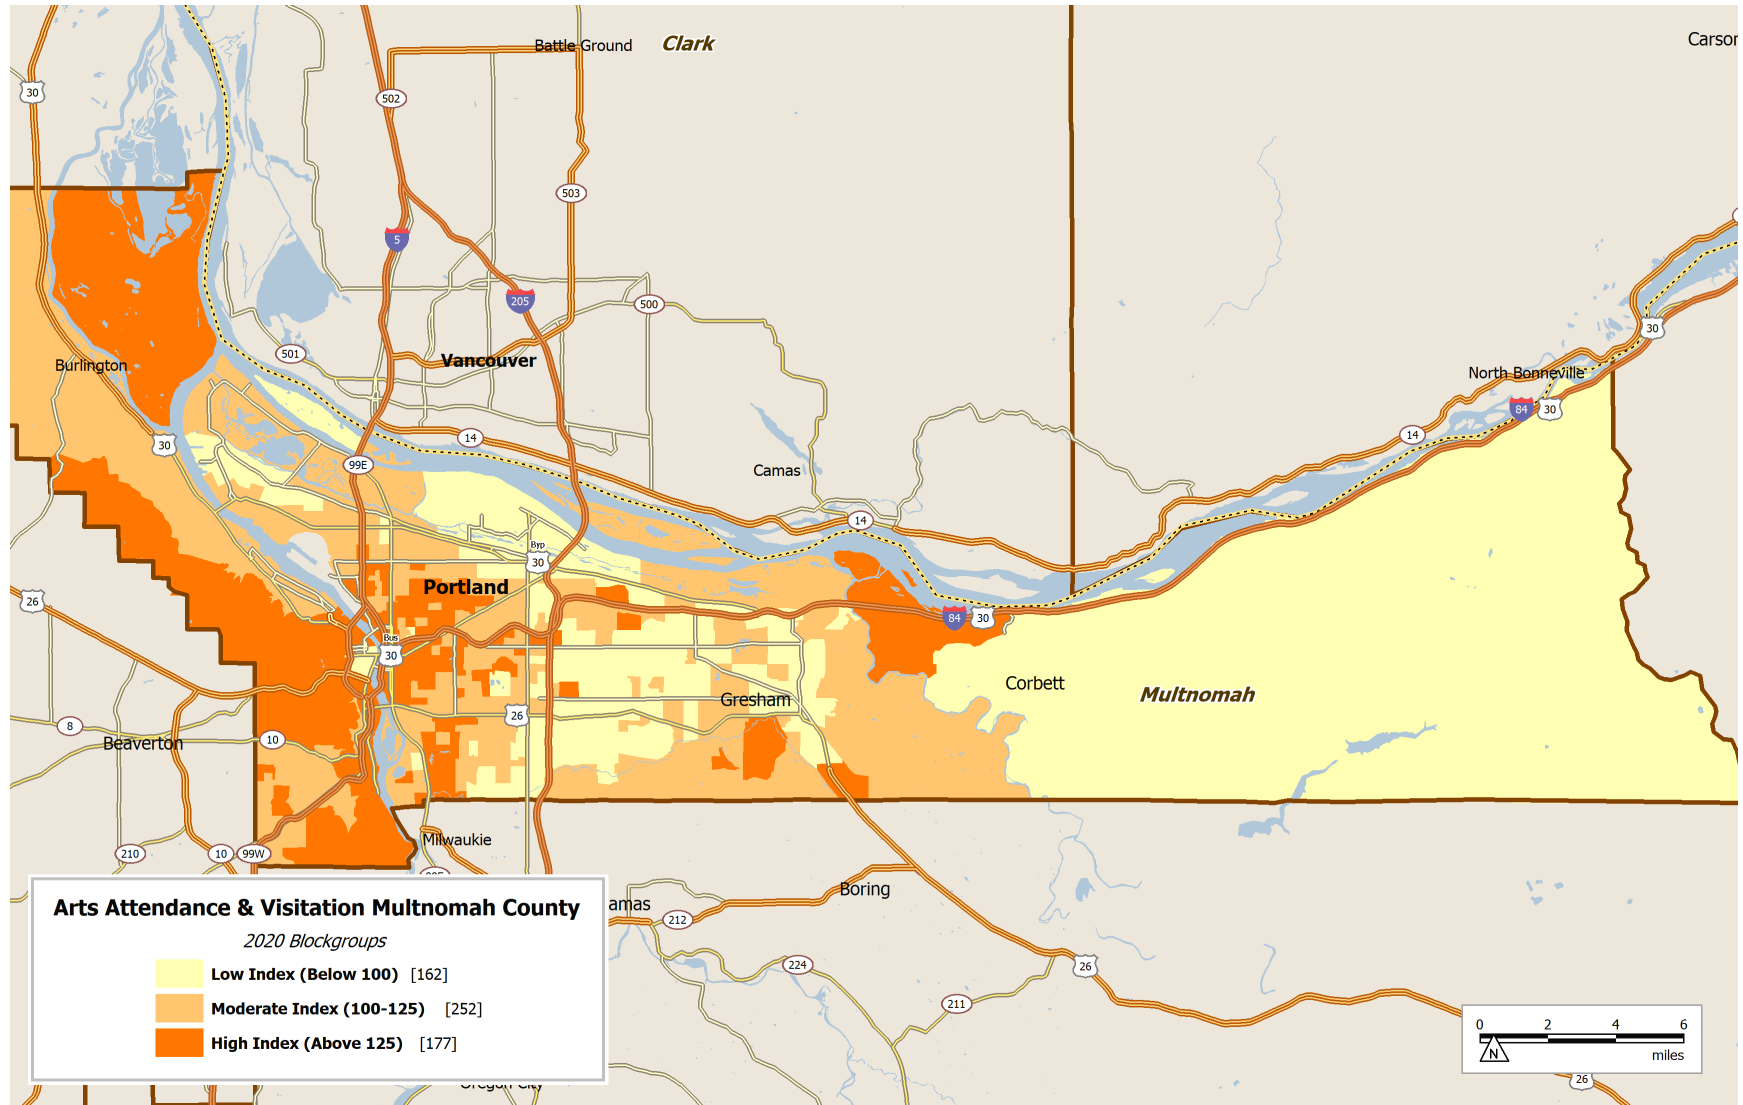 Battle Ground
Clark
Carson
30
502
503
5
205
500
501
Vancouver
Burlington
30
North Bonneville
30
84
30
14
14
99E
30
Camas
14
Byp
30
Portland
26
84
30
Bus
30
Corbett
Multnomah
Gresham
26
8
10
Beaverton
Milwaukie
210
10
99W
Boring
amas
212
224
26
211
26
Arts Attendance & Visitation Multnomah County
2020 Blockgroups
Low Index (Below 100) [162]
Moderate Index (100-125) [252]
High Index (Above 125) [177]
0 2 4 6
miles
N
Oregon City